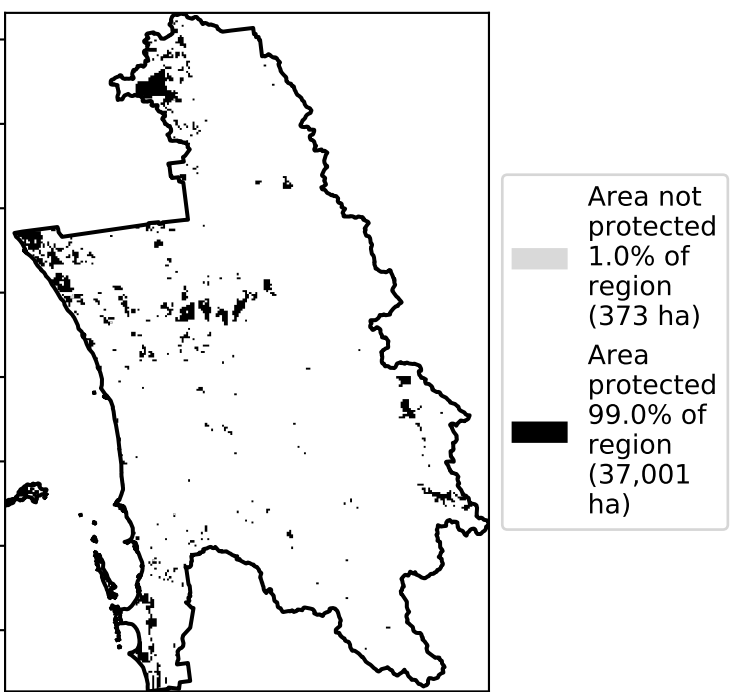 Area not
protected
1.0% of
region
(373 ha)
Area
protected
99.0% of
region
(37,001
ha)